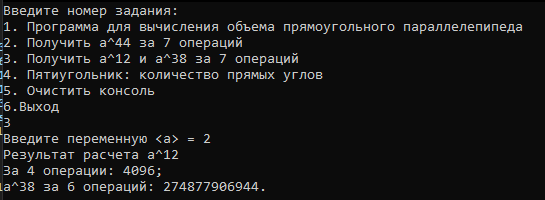 Введите номер задания:
1. Программа для вычисления объема прямоугольного параллелепипеда
2. Получить a^44 за 7 операций
3. Получить a^12 и a^38 за 7 операций
4. Пятиугольник: количество прямых углов
5. Очистить консоль
6.Выход
3
Введите переменную <a> = 2
Результат расчета a^12
За 4 операции: 4096;
a^38 за 6 операций: 274877906944.